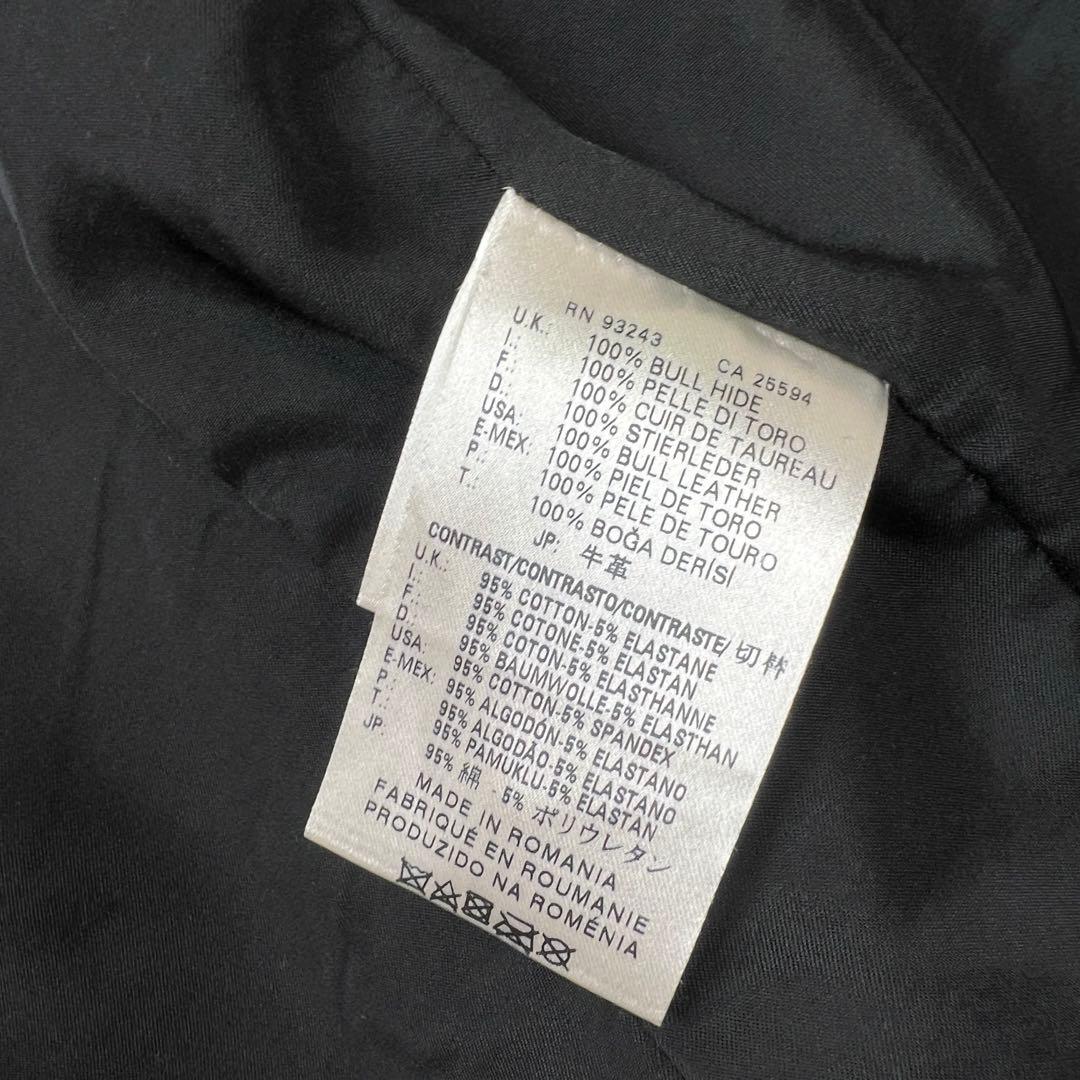 RN 93243 CA 25594
U.K.: 100% BULL HIDE
I.: 100% PELLE DI TORO
F.: 100% CUIR DE TAUREAU
D.: 100% STIERLEDER
USA: 100% BULL LEATHER
E-MEX: 100% PIEL DE TORO
P.: 100% PELE DE TOURO
T.: 100% BOĞA DERİSİ
JP: 牛革
CONTRAST/CONTRASTO/CONTRASTE/切替
U.K.: 95% COTTON-5% ELASTANE
I.: 95% COTONE-5% ELASTAN
F.: 95% COTON-5% ELASTHANNE
D.: 95% BAUMWOLLE-5% ELASTHAN
USA: 95% COTTON-5% SPANDEX
E-MEX: 95% ALGODÓN-5% ELASTANO
P.: 95% ALGODÃO-5% ELASTANO
T.: 95% PAMUKLU-5% ELASTAN
JP: 95% 綿 - 5% ポリウレタン
MADE IN ROMANIA
FABRIQUÉ EN ROUMANIE
PRODUZIDO NA ROMÉNIA